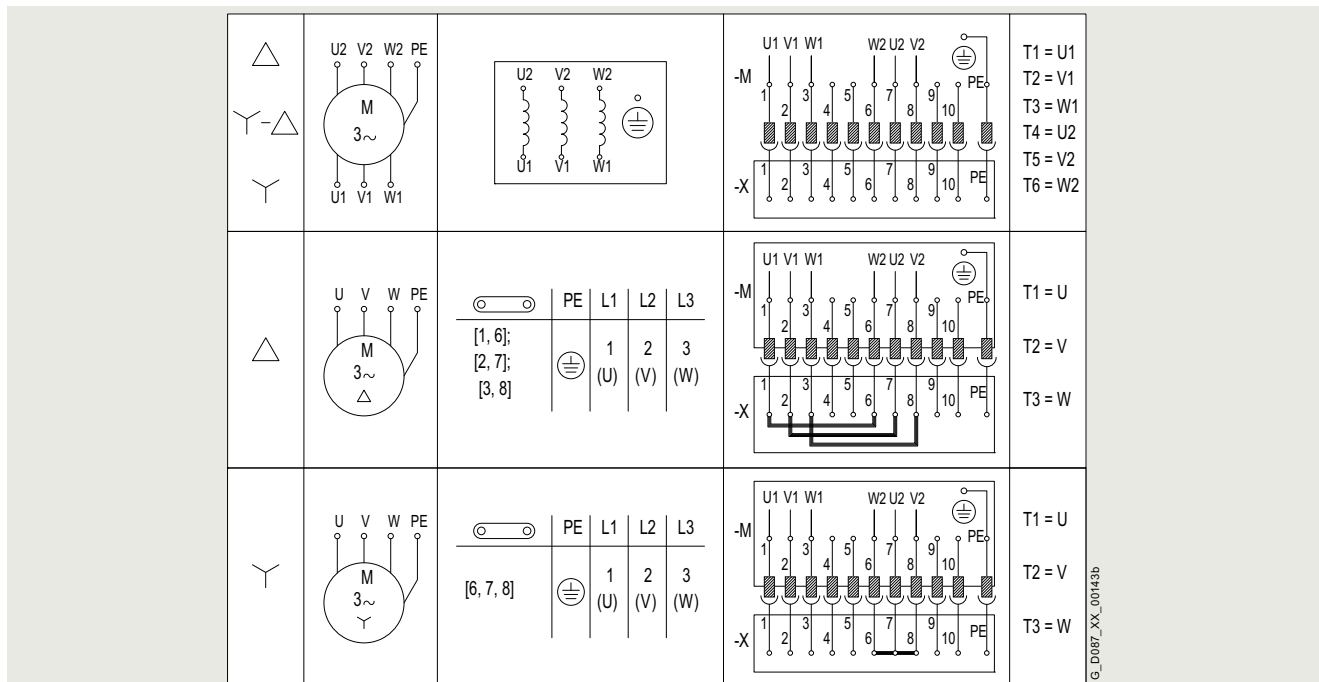 U2 V2 W2 PE
M
3~
U1 V1 W1
U2 V2 W2
U1 V1 W1
U1 V1 W1 W2 U2 V2
-M
PE
1 2 3 4 5 6 7 8 9 10
-X
1 2 3 4 5 6 7 8 9 10 PE
T1 = U1
T2 = V1
T3 = W1
T4 = U2
T5 = V2
T6 = W2
U V W PE
M
3~
PE L1 L2 L3
[1, 6];
[2, 7];
[3, 8]
1 2 3
(U) (V) (W)
U1 V1 W1 W2 U2 V2
-M
PE
1 2 3 4 5 6 7 8 9 10
-X
1 2 3 4 5 6 7 8 9 10 PE
T1 = U
T2 = V
T3 = W
U V W PE
M
3~
PE L1 L2 L3
[6, 7, 8]
1 2 3
(U) (V) (W)
U1 V1 W1 W2 U2 V2
-M
PE
1 2 3 4 5 6 7 8 9 10
-X
1 2 3 4 5 6 7 8 9 10 PE
T1 = U
T2 = V
T3 = W
G_D087_XX_00143b